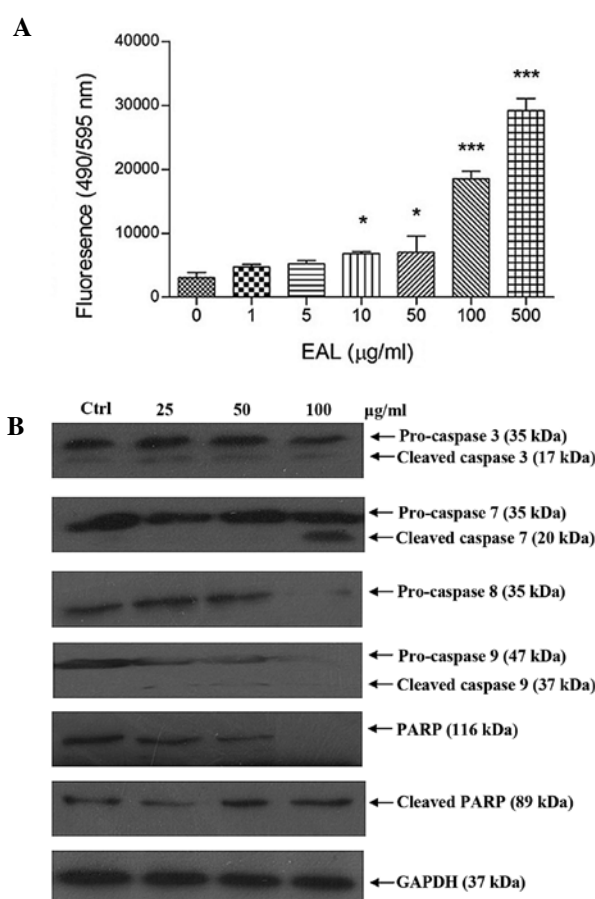 A
Fluoresence (490/595 nm)
40000
30000
20000
10000
0
*
*
***
***
0 1 5 10 50 100 500
EAL (μg/ml)
B
Ctrl 25 50 100 μg/ml
Pro-caspase 3 (35 kDa)
Cleaved caspase 3 (17 kDa)
Pro-caspase 7 (35 kDa)
Cleaved caspase 7 (20 kDa)
Pro-caspase 8 (35 kDa)
Pro-caspase 9 (47 kDa)
Cleaved caspase 9 (37 kDa)
PARP (116 kDa)
Cleaved PARP (89 kDa)
GAPDH (37 kDa)